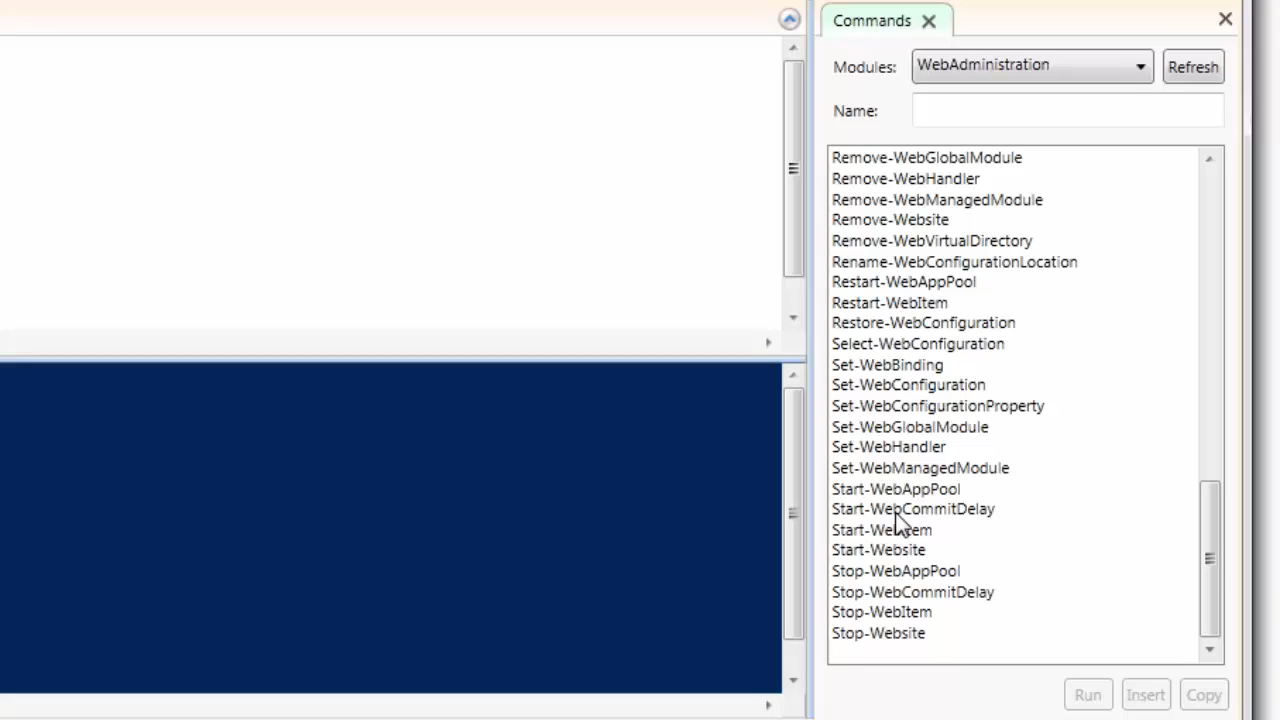 Commands
Modules: WebAdministration Refresh
Name:
Remove-WebGlobalModule
Remove-WebHandler
Remove-WebManagedModule
Remove-Website
Remove-WebVirtualDirectory
Rename-WebConfigurationLocation
Restart-WebAppPool
Restart-WebItem
Restore-WebConfiguration
Select-WebConfiguration
Set-WebBinding
Set-WebConfiguration
Set-WebConfigurationProperty
Set-WebGlobalModule
Set-WebHandler
Set-WebManagedModule
Start-WebAppPool
Start-WebCommitDelay
Start-WebItem
Start-Website
Stop-WebAppPool
Stop-WebCommitDelay
Stop-WebItem
Stop-Website
Run Insert Copy